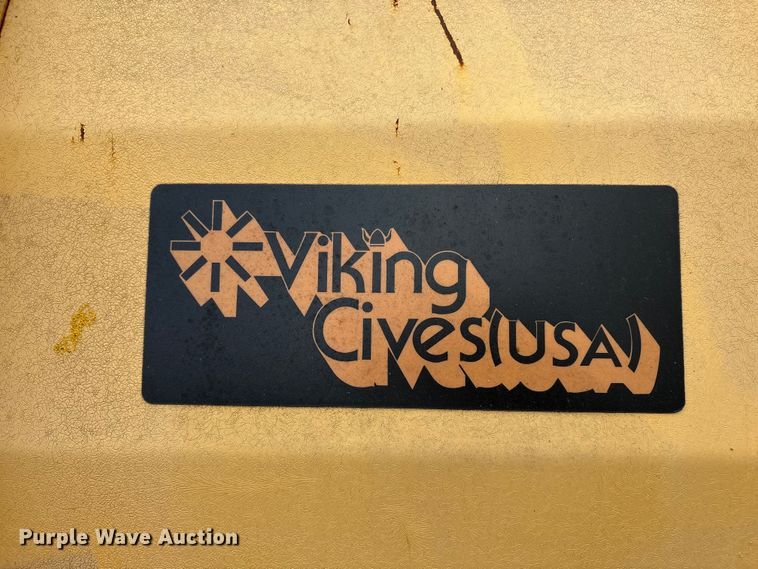 Viking
Cives(USA)
Purple Wave Auction